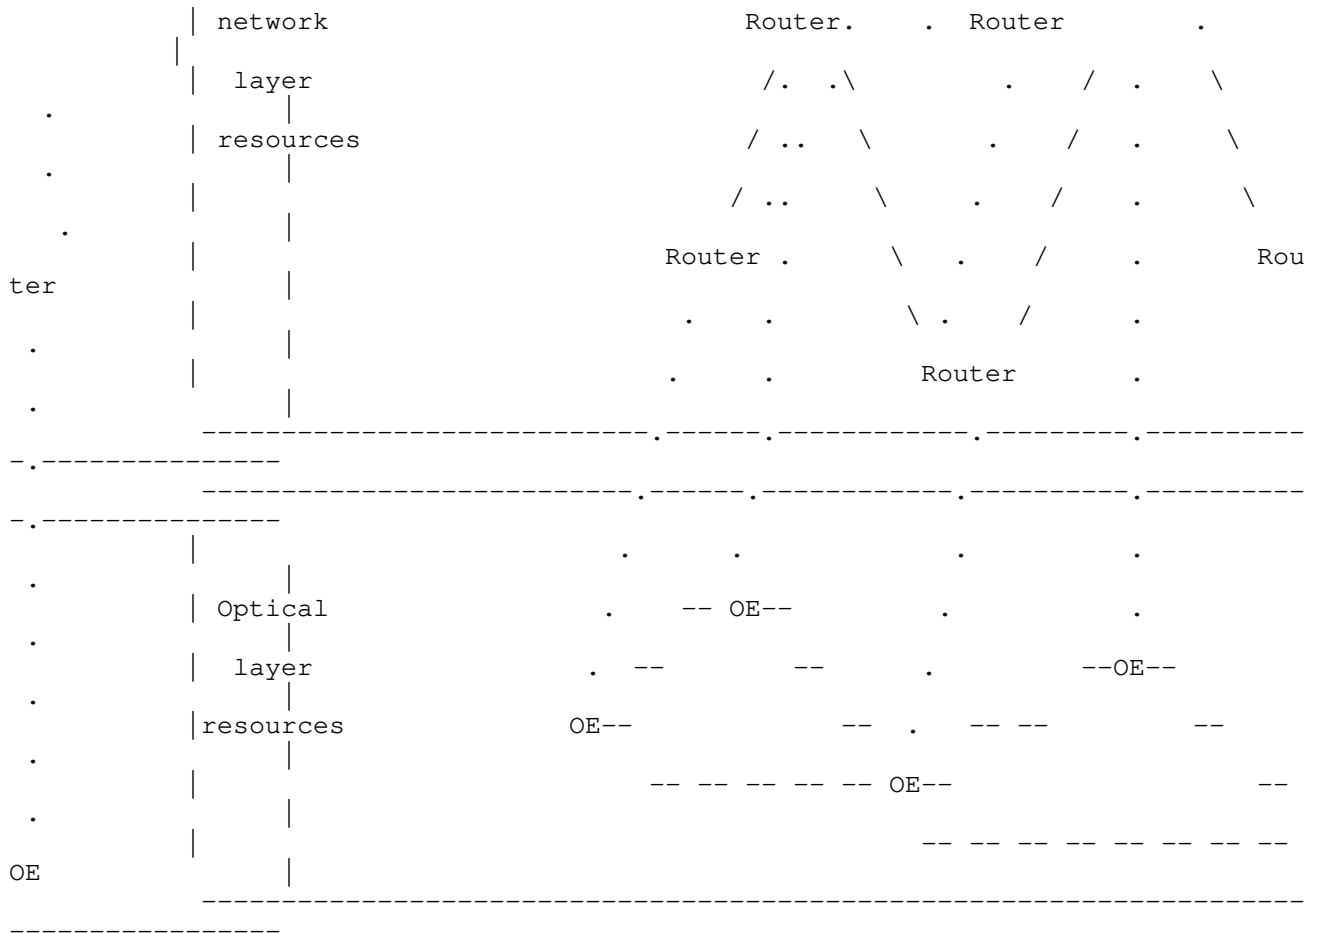 | network                          Router.    .  Router        .
|
|  layer                            /.  .\         .    /  .    \
.              |
| resources                        / ..   \       .    /   .     \
.              |
|                                 / ..     \     .    /    .      \
.             |
|                             Router .      \   .    /     .       Rou
ter              |
|                              .    .        \ .    /      .
.               |
|                             .     .         Router       .
.               |
----------------------------.------.------------.---------.----------
-.---------------
---------------------------.------.------------.---------.----------
-.---------------
|                          .      .             .          .
.               |
| Optical                 .    -- OE--         .           .
.               |
|  layer                 .  --        --      .         --OE--
.               |
|resources              OE--             --  .   -- --         --
.               |
|                            -- -- -- -- -- OE--                   --
.               |
|                                             -- -- -- -- -- -- -- --
OE               |
---------------------------------------------------------------------
-----------------